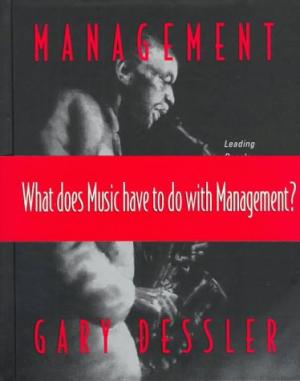 MANAGEMENT
Leading
What does Music have to do with Management?
GARY DESSLER